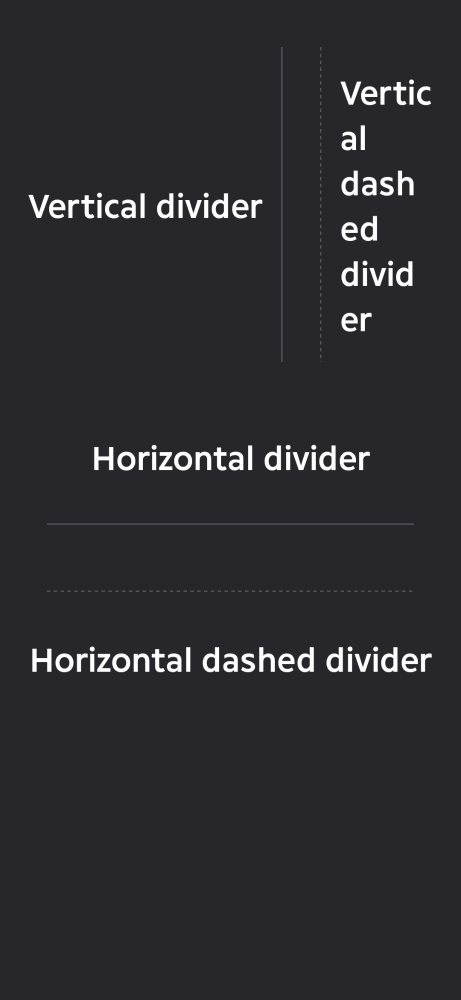 Vertical divider
Vertic
al
dash
ed
divid
er
Horizontal divider
Horizontal dashed divider